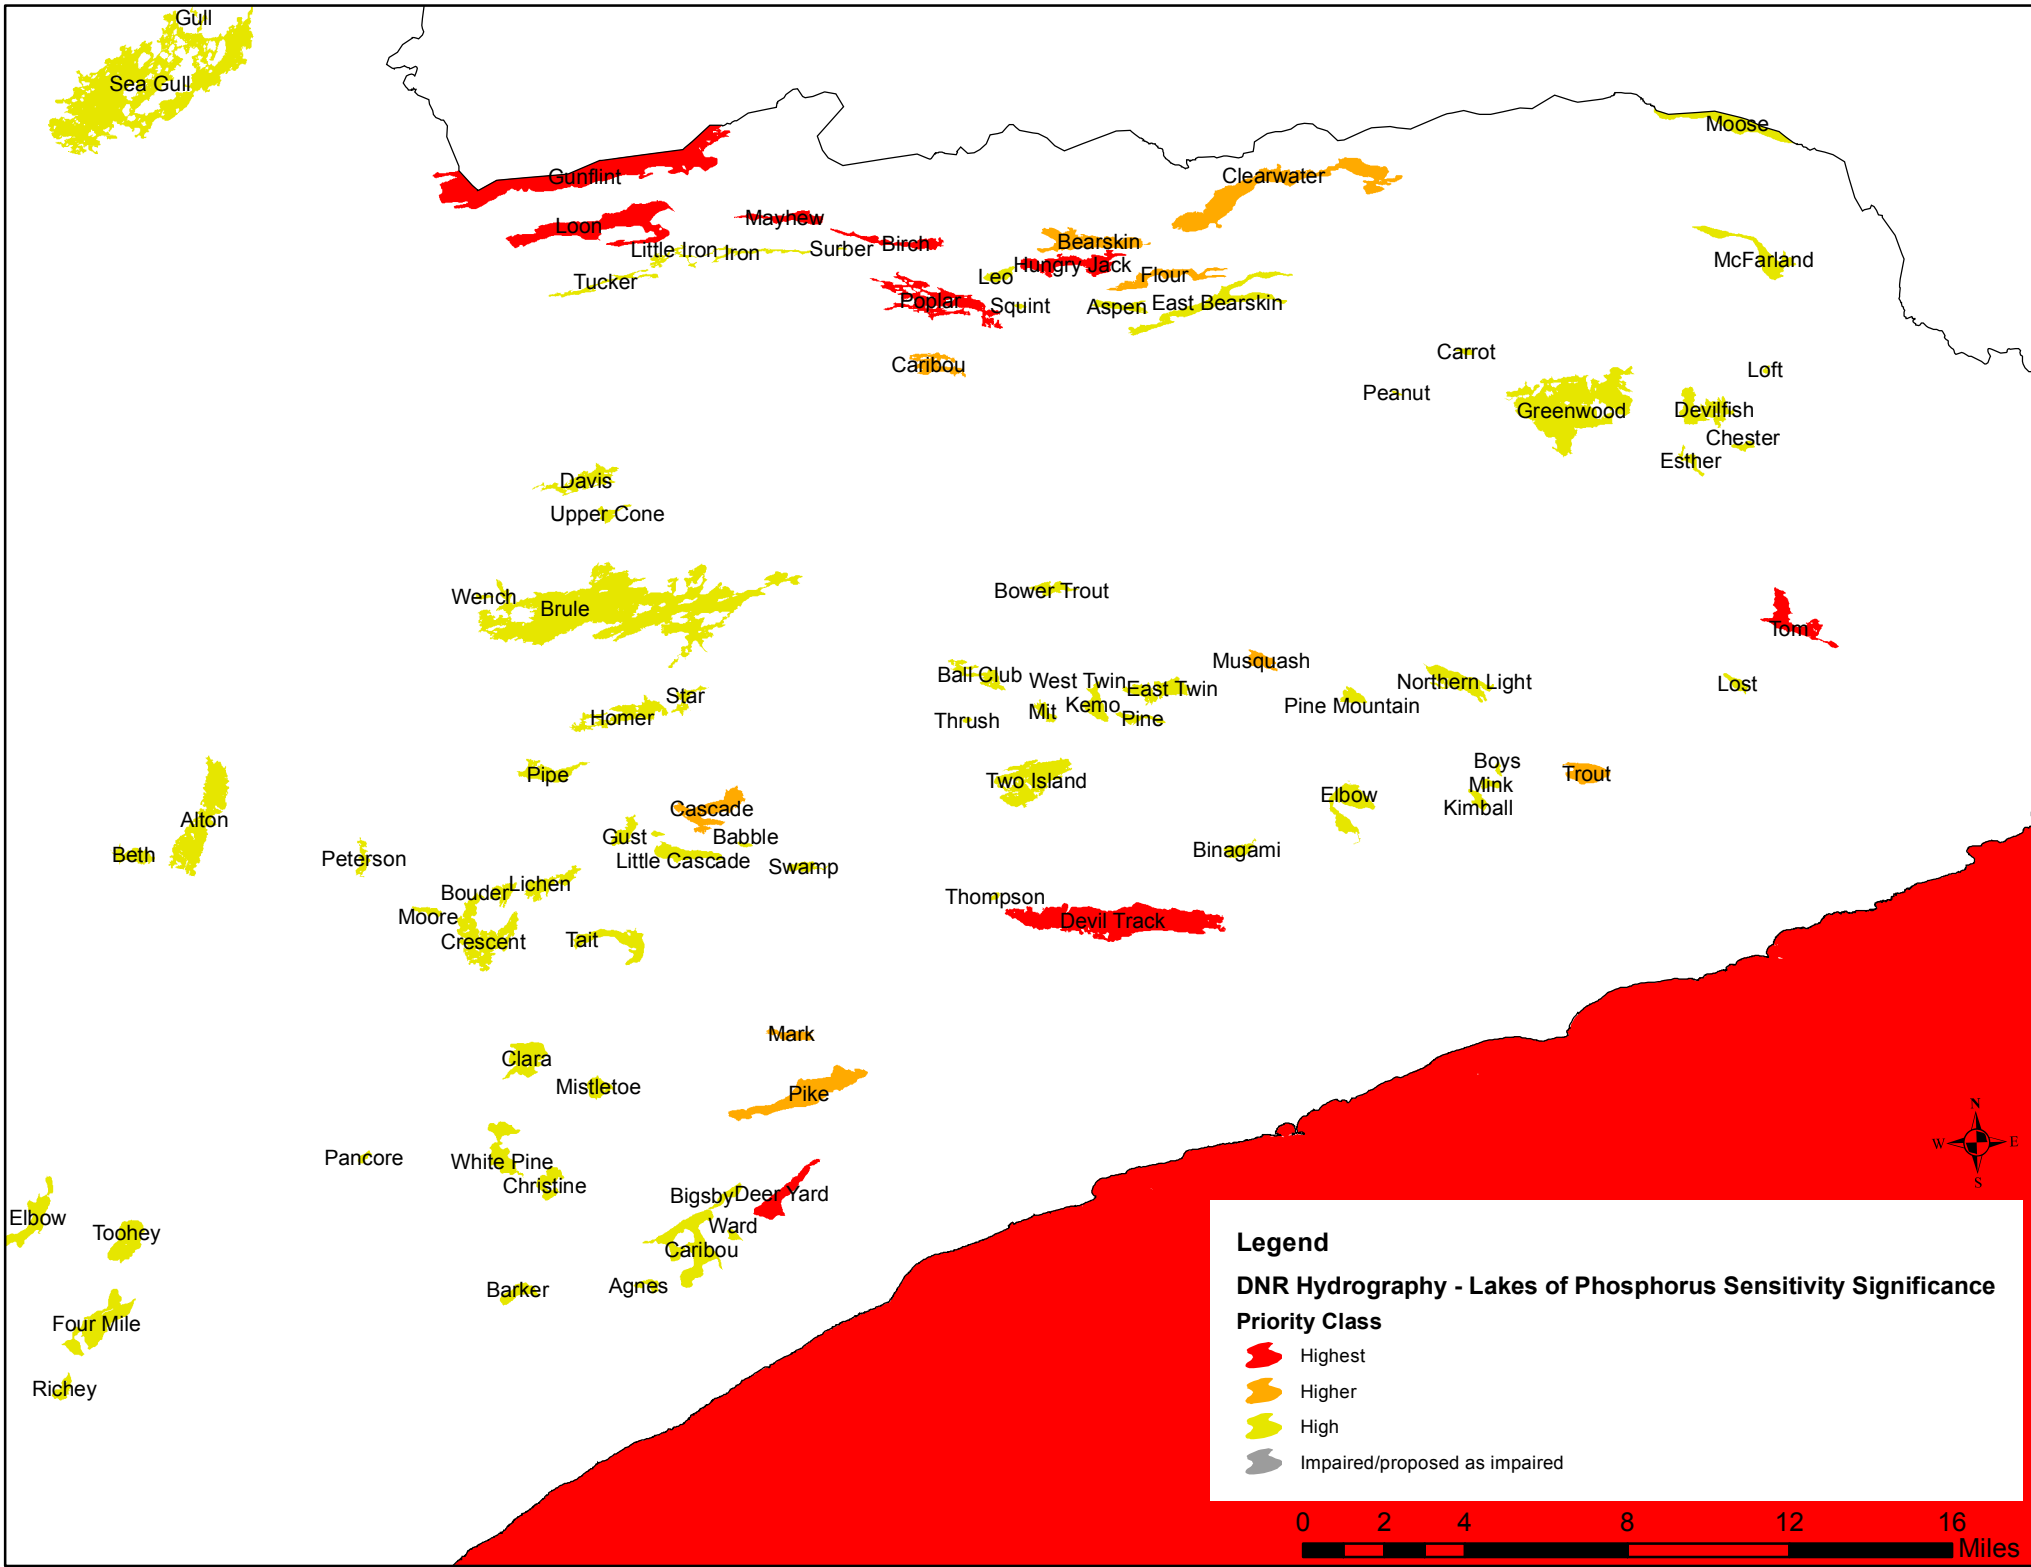 Gull
Sea Gull
Moose
Gunflint
Clearwater
Loon
Mayhew
Birch
Bearskin
Little Iron
Iron
Surber
McFarland
Hungry Jack
Leo
Flour
Tucker
Poplar
Squint
Aspen
East Bearskin
Carrot
Caribou
Loft
Peanut
Greenwood
Devilfish
Chester
Esther
Davis
Upper Cone
Wench
Brule
Bower Trout
Tom
Musquash
Ball Club
West Twin
East Twin
Northern Light
Lost
Star
Homer
Kemo
Mit
Pine
Pine Mountain
Thrush
Boys
Pipe
Two Island
Trout
Mink
Elbow
Kimball
Cascade
Alton
Gust
Babble
Beth
Peterson
Little Cascade
Swamp
Binagami
Lichen
Bouder
Thompson
Moore
Devil Track
Crescent
Tait
Mark
Clara
Mistletoe
Pike
Pancore
White Pine
Christine
Bigsby
Deer Yard
Elbow
Toohey
Ward
Caribou
Barker
Agnes
Four Mile
Richey
N
W E
S
Legend
DNR Hydrography - Lakes of Phosphorus Sensitivity Significance
Priority Class
Highest
Higher
High
Impaired/proposed as impaired
0 2 4 8 12 16
Miles